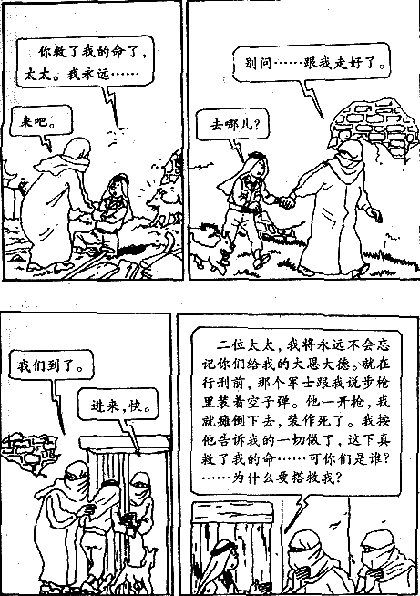 你救了我的命了，
太太。我永远……
来吧。
别问……跟我走好了。
去哪儿？
我们到了。
进来，快。
二位太太，我将永远不会忘
记你们给我的大恩大德。就在
行刑前，那个军士跟我说步枪
里装着空子弹。他一开枪，我
就瘫倒下去，装作死了。我按
他告诉我的一切做了，这下真
救了我的命……可你们是谁？
……为什么要搭救我？